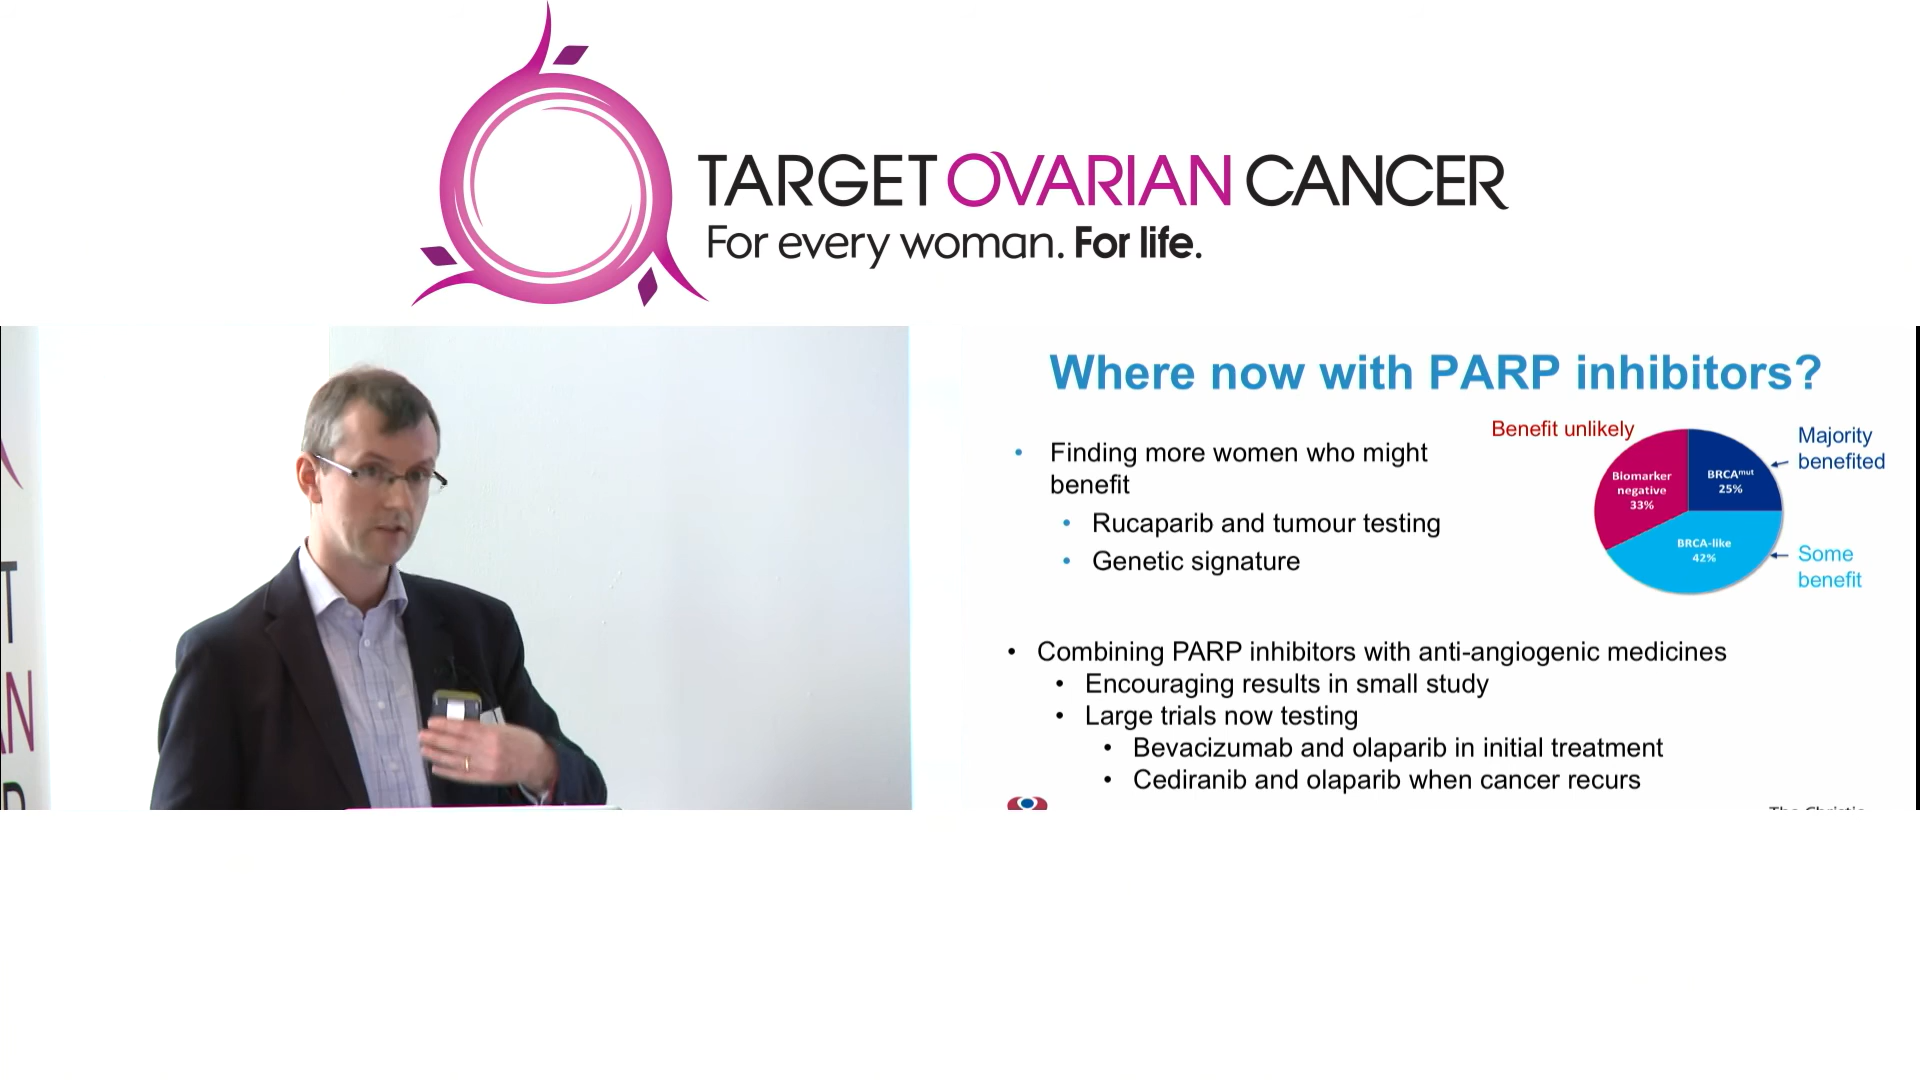 TARGET OVARIAN CANCER
For every woman. For life.
Where now with PARP inhibitors?
• Finding more women who might
benefit
• Rucaparib and tumour testing
• Genetic signature
Benefit unlikely
Biomarker
negative
33%
BRCAmut
25%
Majority
benefited
BRCA-like
42%
Some
benefit
• Combining PARP inhibitors with anti-angiogenic medicines
• Encouraging results in small study
• Large trials now testing
• Bevacizumab and olaparib in initial treatment
• Cediranib and olaparib when cancer recurs